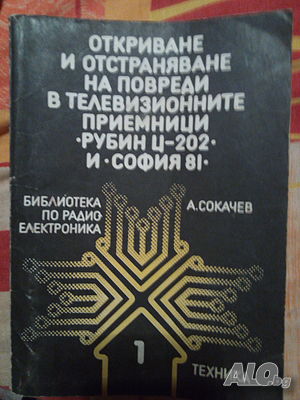 ОТКРИВАНЕ
И ОТСТРАНЯВАНЕ
НА ПОВРЕДИ
В ТЕЛЕВИЗИОННИТЕ
ПРИЕМНИЦИ
·РУБИН Ц-202·
И ·СОФИЯ 81·
БИБЛИОТЕКА
ПО РАДИО
ЕЛЕКТРОНИКА
А.СОКАЧЕВ
1
ALO.bg